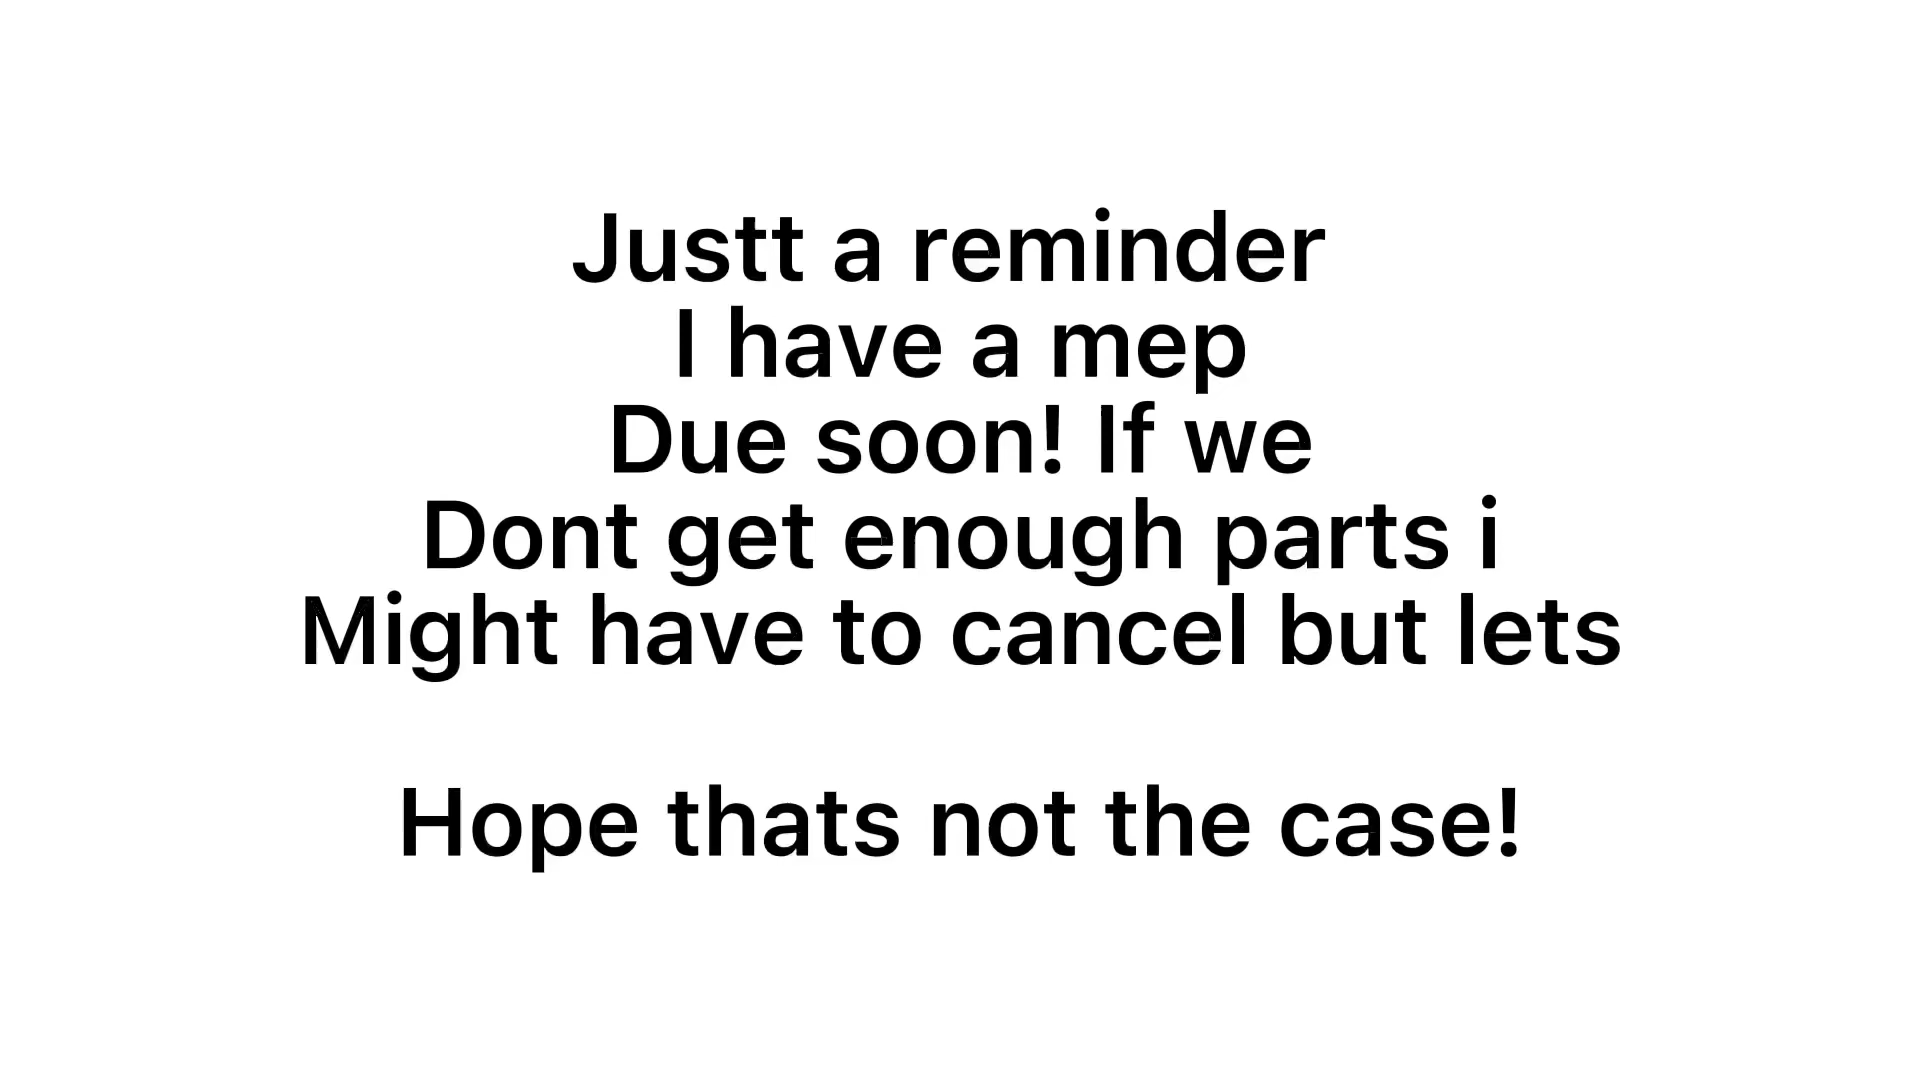 Justt a reminder
I have a mep
Due soon! If we
Dont get enough parts i
Might have to cancel but lets
Hope thats not the case!